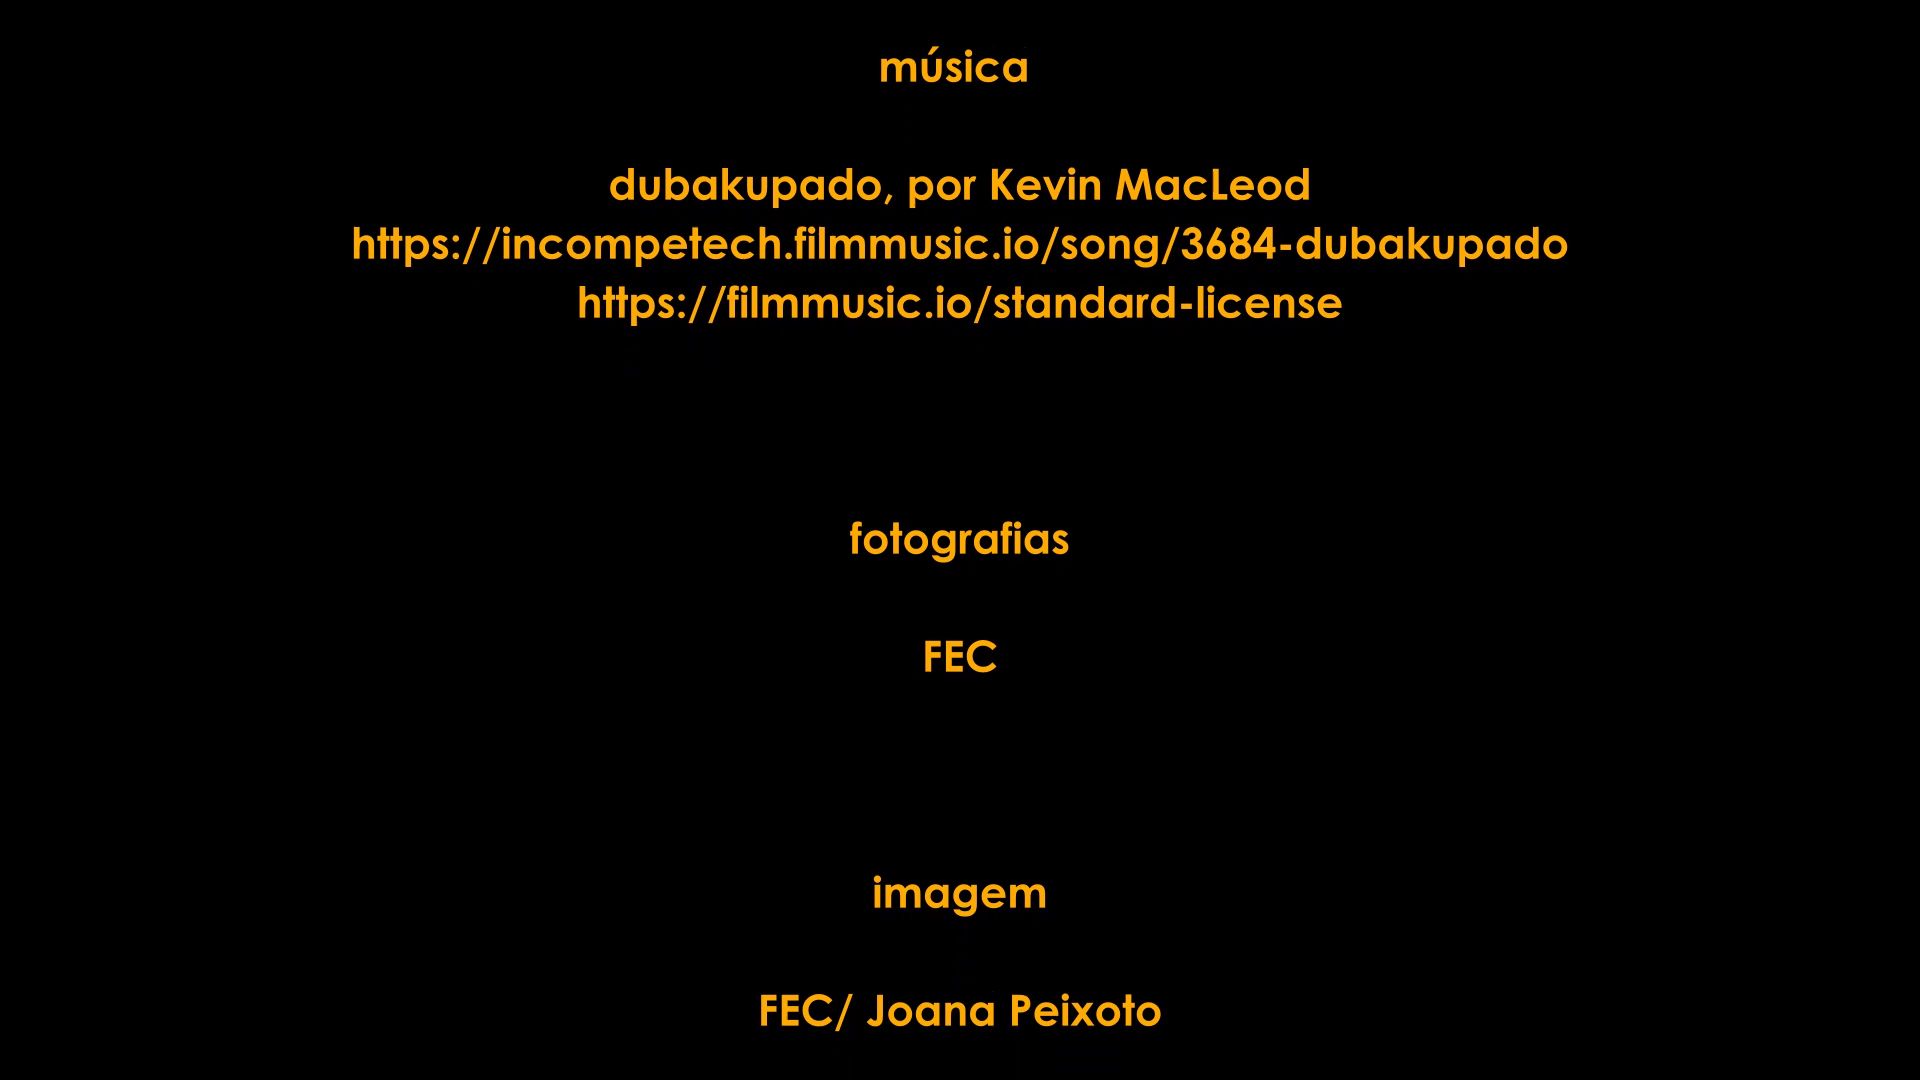 música
dubakupado, por Kevin MacLeod
https://incompetech.filmmusic.io/song/3684-dubakupado
https://filmmusic.io/standard-license
fotografias
FEC
imagem
FEC/ Joana Peixoto